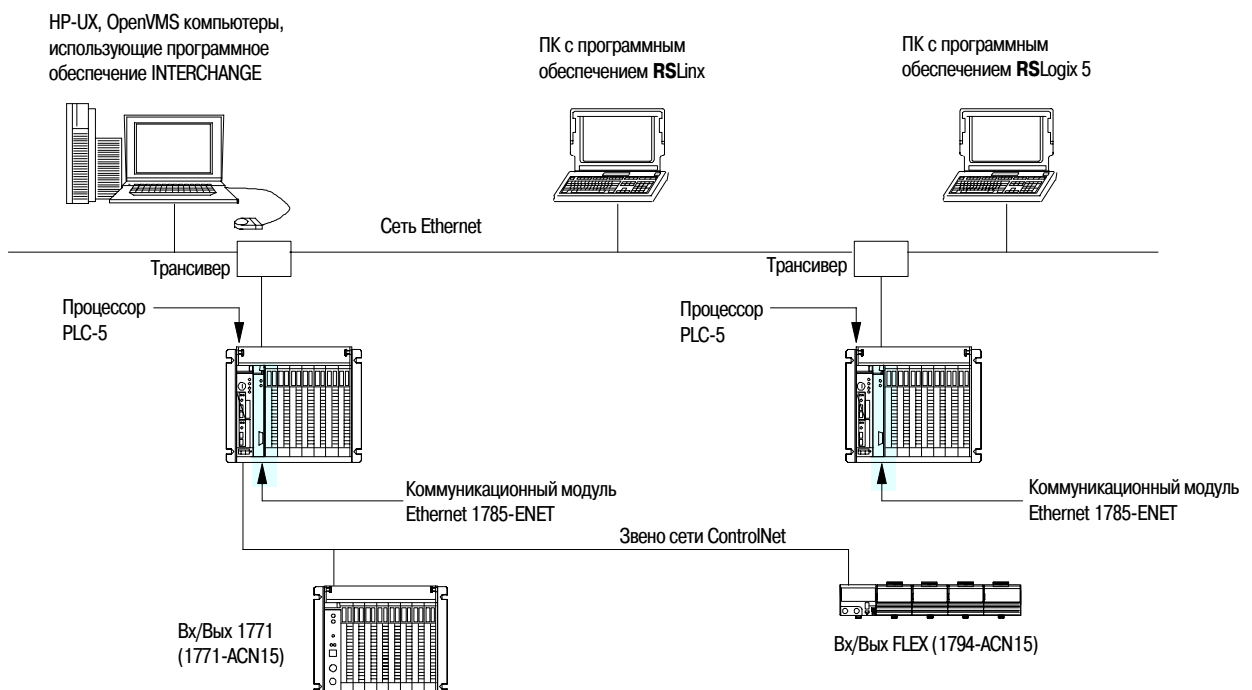 HP-UX, OpenVMS компьютеры,
использующие программное
обеспечение INTERCHANGE
ПК с программным
обеспечением RSLinx
ПК с программным
обеспечением RSLogix 5
Сеть Ethernet
Трансивер
Трансивер
Процессор
PLC-5
Процессор
PLC-5
Коммуникационный модуль
Ethernet 1785-ENET
Коммуникационный модуль
Ethernet 1785-ENET
Звено сети ControlNet
Вх/Вых 1771
(1771-ACN15)
Вх/Вых FLEX (1794-ACN15)